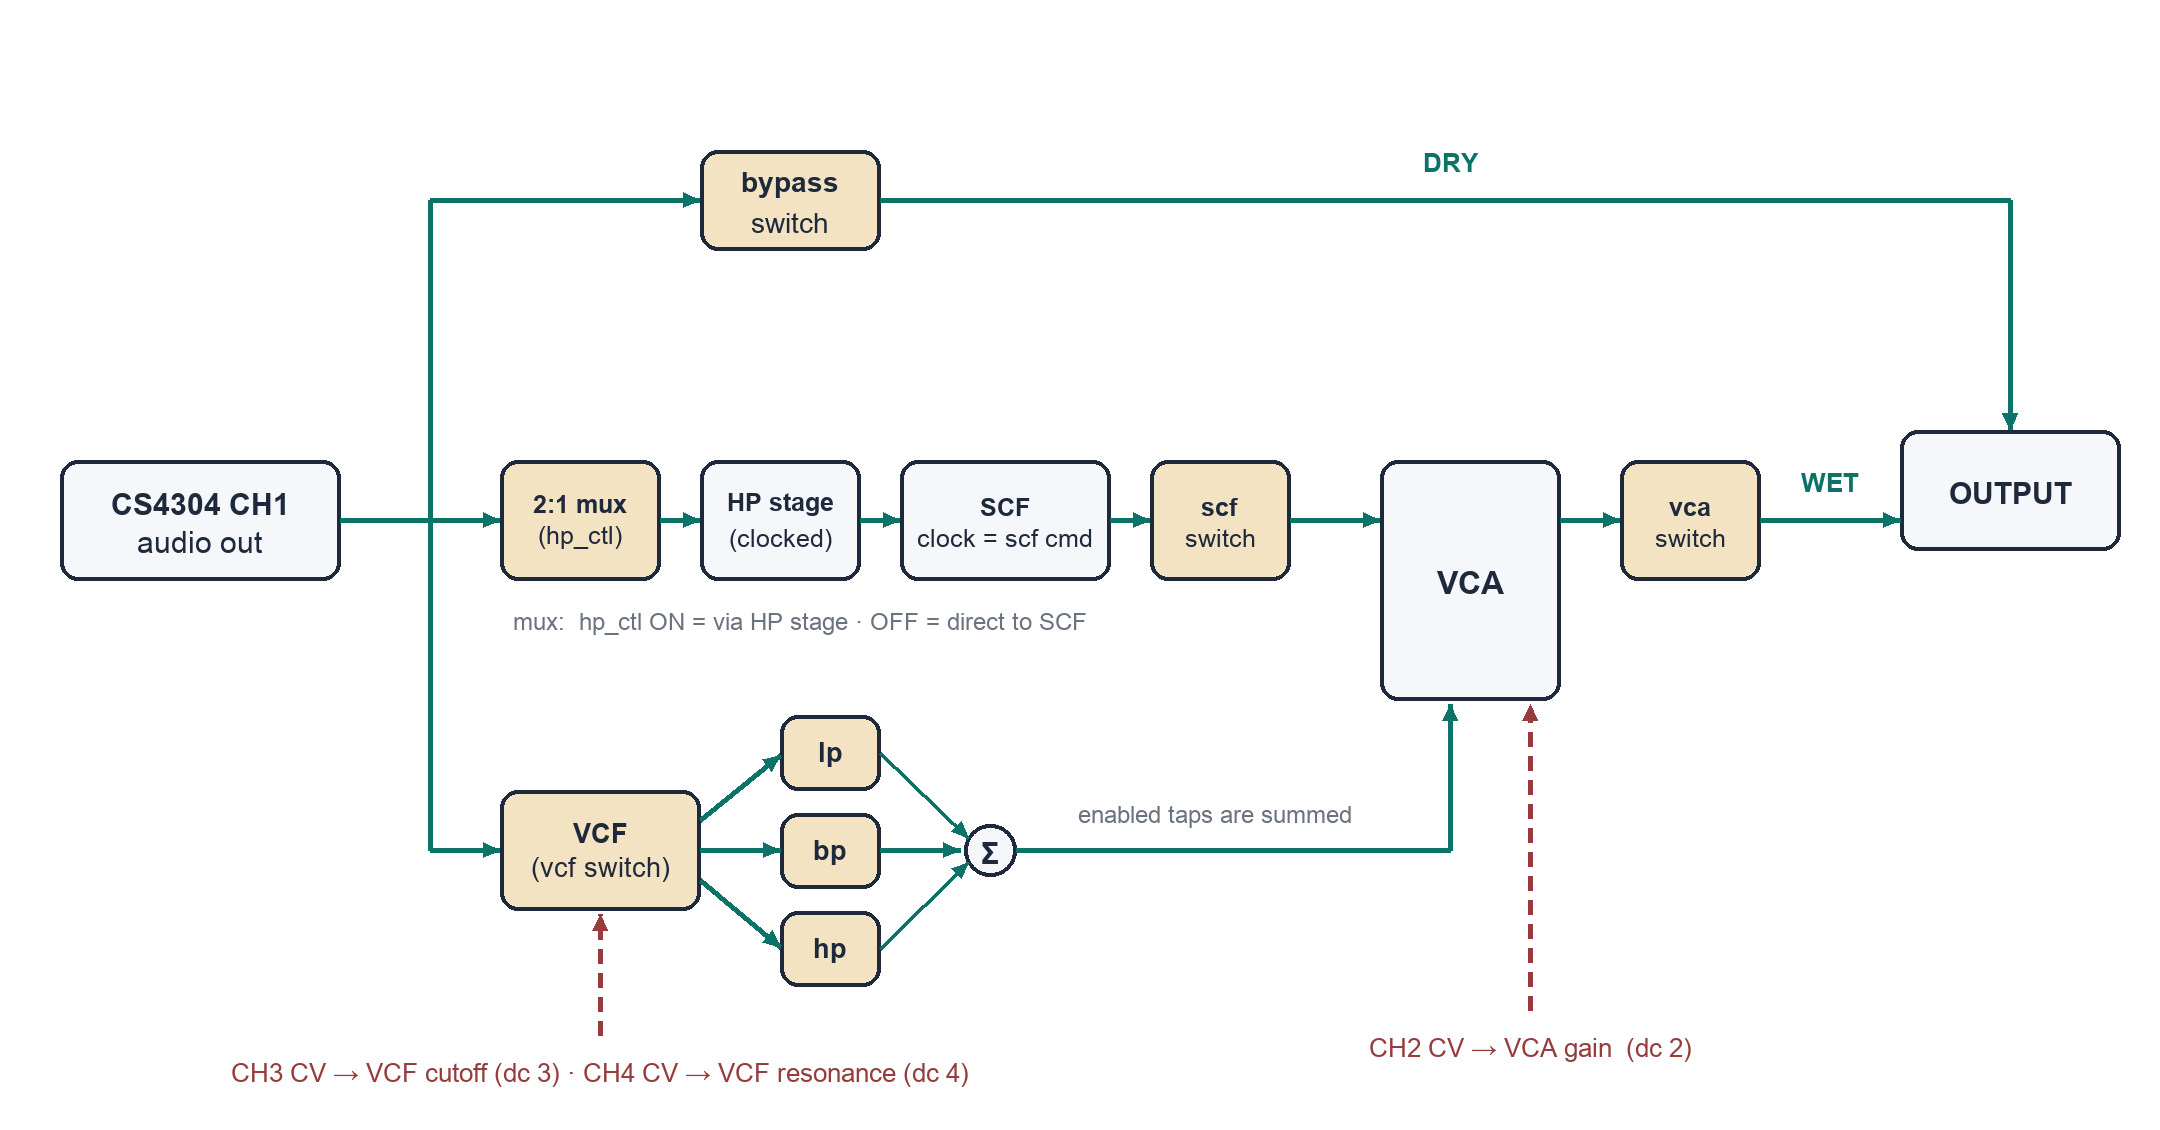 bypass
switch
DRY
CS4304 CH1
audio out
2:1 mux
(hp_ctl)
HP stage
(clocked)
SCF
clock = scf cmd
scf
switch
VCA
vca
switch
WET
OUTPUT
mux:  hp_ctl ON = via HP stage · OFF = direct to SCF
lp
VCF
(vcf switch)
bp
Σ
enabled taps are summed
hp
CH3 CV → VCF cutoff (dc 3) · CH4 CV → VCF resonance (dc 4)
CH2 CV → VCA gain  (dc 2)